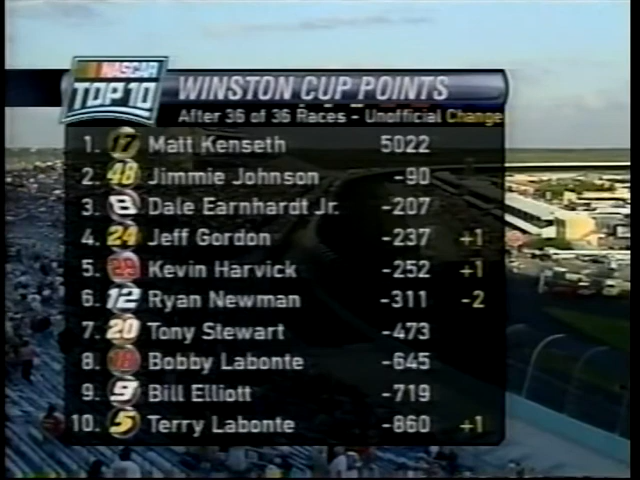 NASCAR
TOP 10
WINSTON CUP POINTS
After 36 of 36 Races - Unofficial Change
1. 17 Matt Kenseth 5022
2. 48 Jimmie Johnson -90
3. 8 Dale Earnhardt Jr. -207
4. 24 Jeff Gordon -237 +1
5. 29 Kevin Harvick -252 +1
6. 12 Ryan Newman -311 -2
7. 20 Tony Stewart -473
8. 18 Bobby Labonte -645
9. 9 Bill Elliott -719
10. 5 Terry Labonte -860 +1